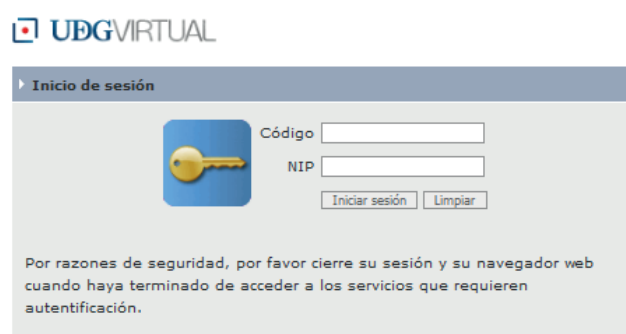 UDGVIRTUAL
Inicio de sesión
Código
NIP
Iniciar sesión Limpiar
Por razones de seguridad, por favor cierre su sesión y su navegador web
cuando haya terminado de acceder a los servicios que requieren
autentificación.